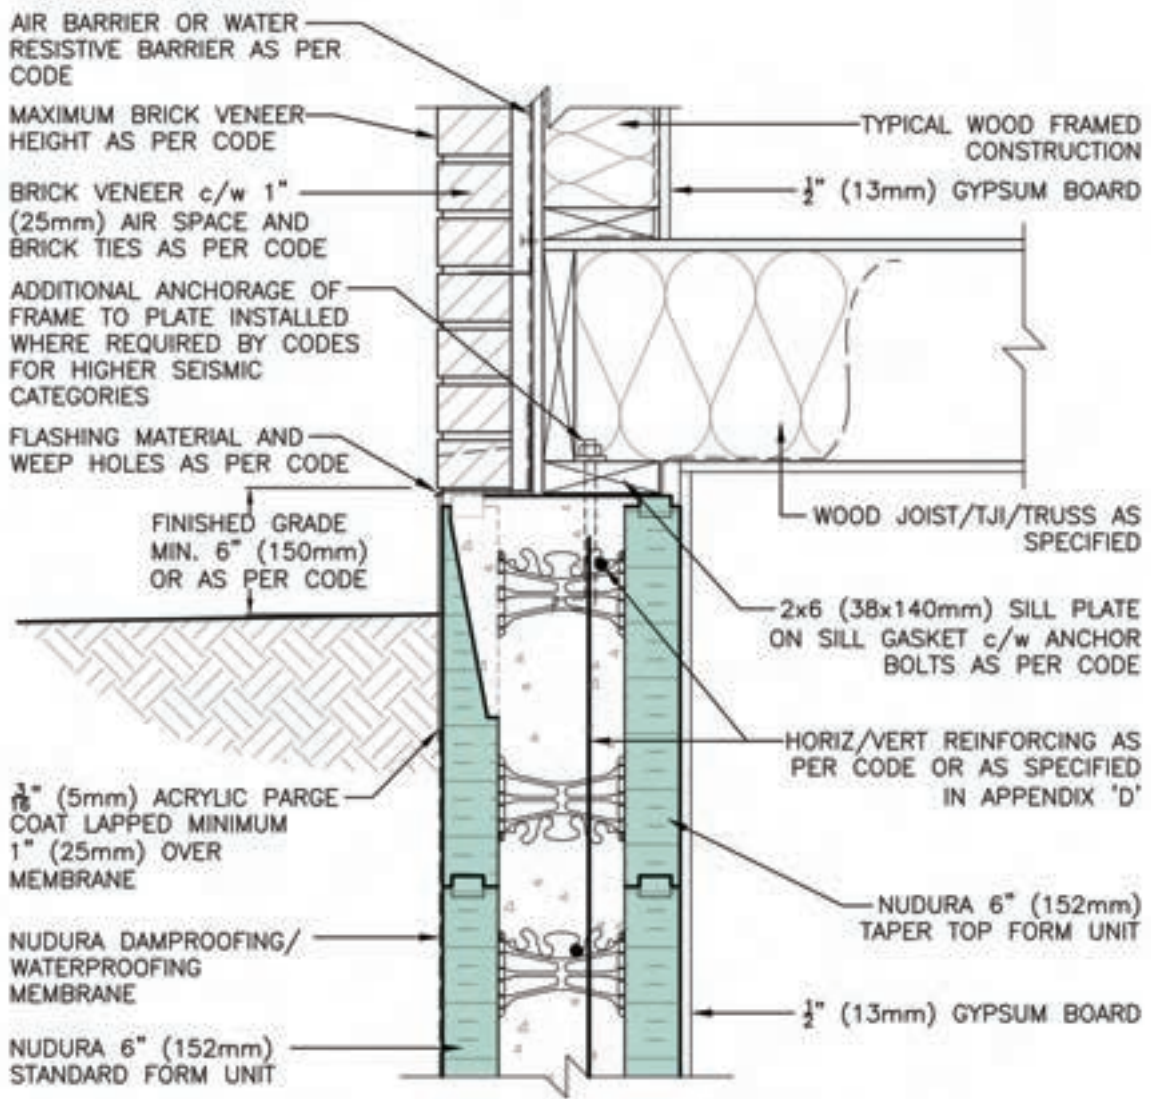 AIR BARRIER OR WATER
RESISTIVE BARRIER AS PER
CODE
MAXIMUM BRICK VENEER
HEIGHT AS PER CODE
BRICK VENEER c/w 1"
(25mm) AIR SPACE AND
BRICK TIES AS PER CODE
ADDITIONAL ANCHORAGE OF
FRAME TO PLATE INSTALLED
WHERE REQUIRED BY CODES
FOR HIGHER SEISMIC
CATEGORIES
FLASHING MATERIAL AND
WEEP HOLES AS PER CODE
FINISHED GRADE
MIN. 6" (150mm)
OR AS PER CODE
3/16" (5mm) ACRYLIC PARGE
COAT LAPPED MINIMUM
1" (25mm) OVER
MEMBRANE
NUDURA DAMPROOFING/
WATERPROOFING
MEMBRANE
NUDURA 6" (152mm)
STANDARD FORM UNIT
TYPICAL WOOD FRAMED
CONSTRUCTION
1/2" (13mm) GYPSUM BOARD
WOOD JOIST/TJI/TRUSS AS
SPECIFIED
2x6 (38x140mm) SILL PLATE
ON SILL GASKET c/w ANCHOR
BOLTS AS PER CODE
HORIZ/VERT REINFORCING AS
PER CODE OR AS SPECIFIED
IN APPENDIX 'D'
NUDURA 6" (152mm)
TAPER TOP FORM UNIT
1/2" (13mm) GYPSUM BOARD